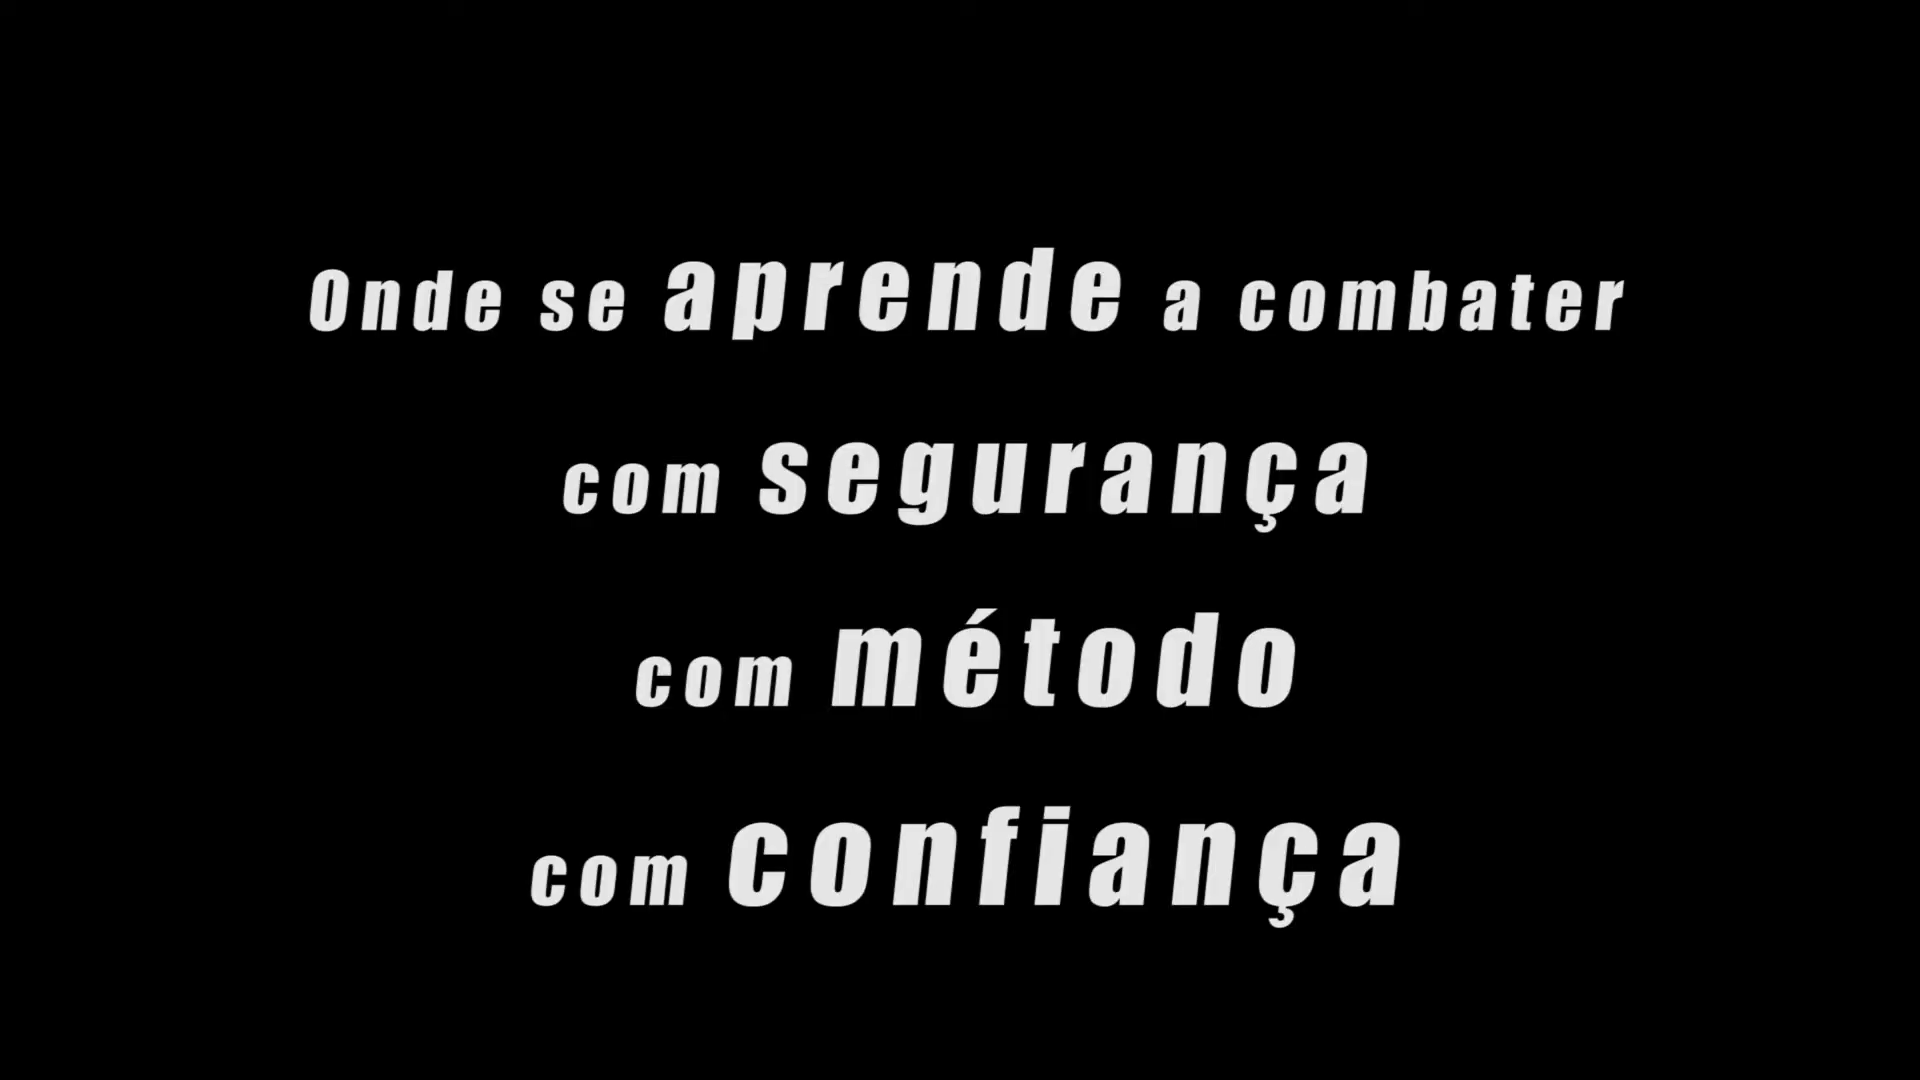 Onde se aprende a combater
com segurança
com método
com confiança